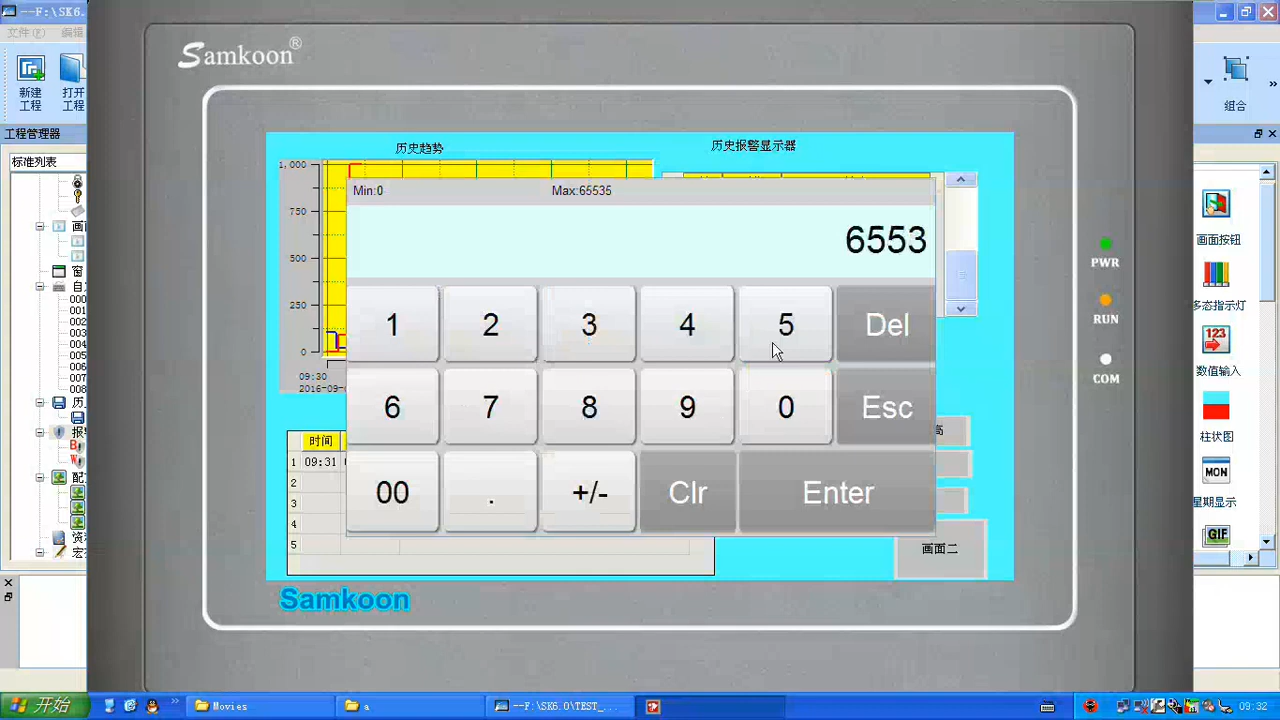 --F:\SK6.
文件(F) 编辑
Samkoon®
新建
工程
打开
工程
组合
工程管理器
标准列表
历史趋势
历史报警显示器
1,000
750
500
250
0
09:30
Min:0
Max:65535
6553
1
2
3
4
5
Del
6
7
8
9
0
Esc
00
.
+/-
Clr
Enter
PWR
RUN
COM
画面按钮
多态指示灯
123
数值输入
柱状图
MON
星期显示
GIF
时间
1 09:31
2
3
4
5
高
画面二
Samkoon
开始
Movies
a
--F:\SK6.0\TEST_...
09:32